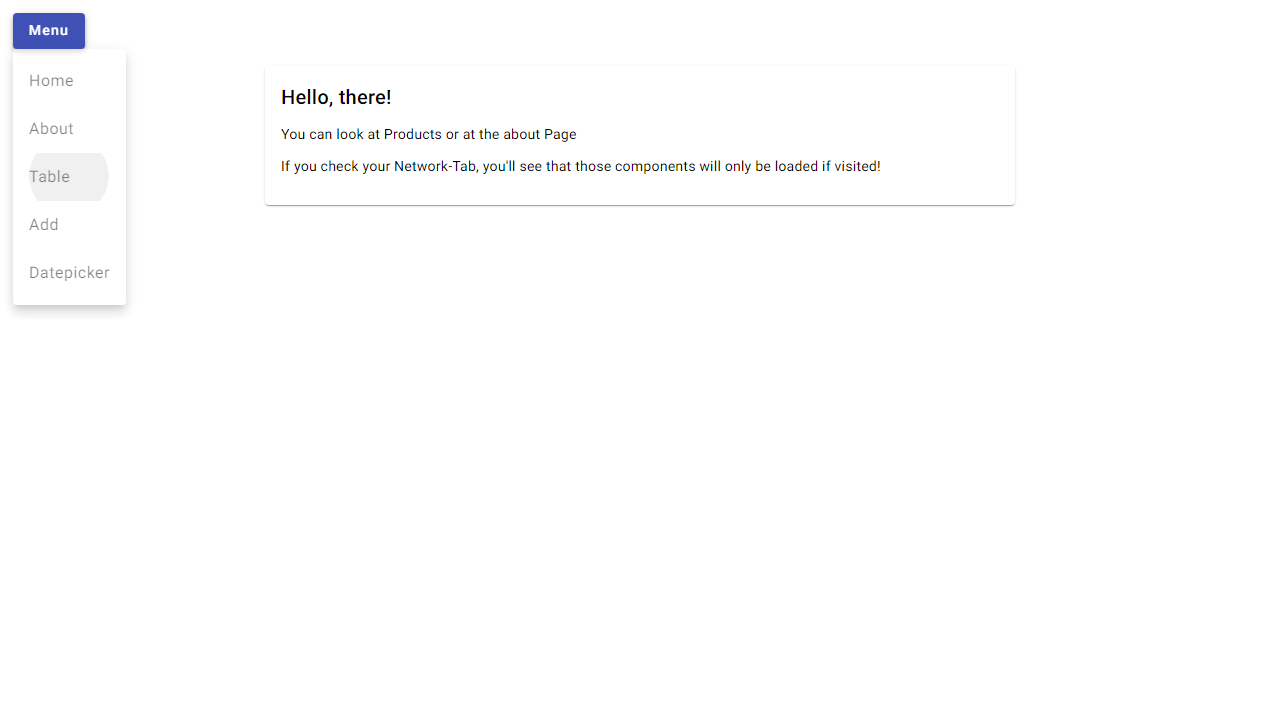 Menu
Home
About
Table
Add
Datepicker
Hello, there!
You can look at Products or at the about Page
If you check your Network-Tab, you'll see that those components will only be loaded if visited!